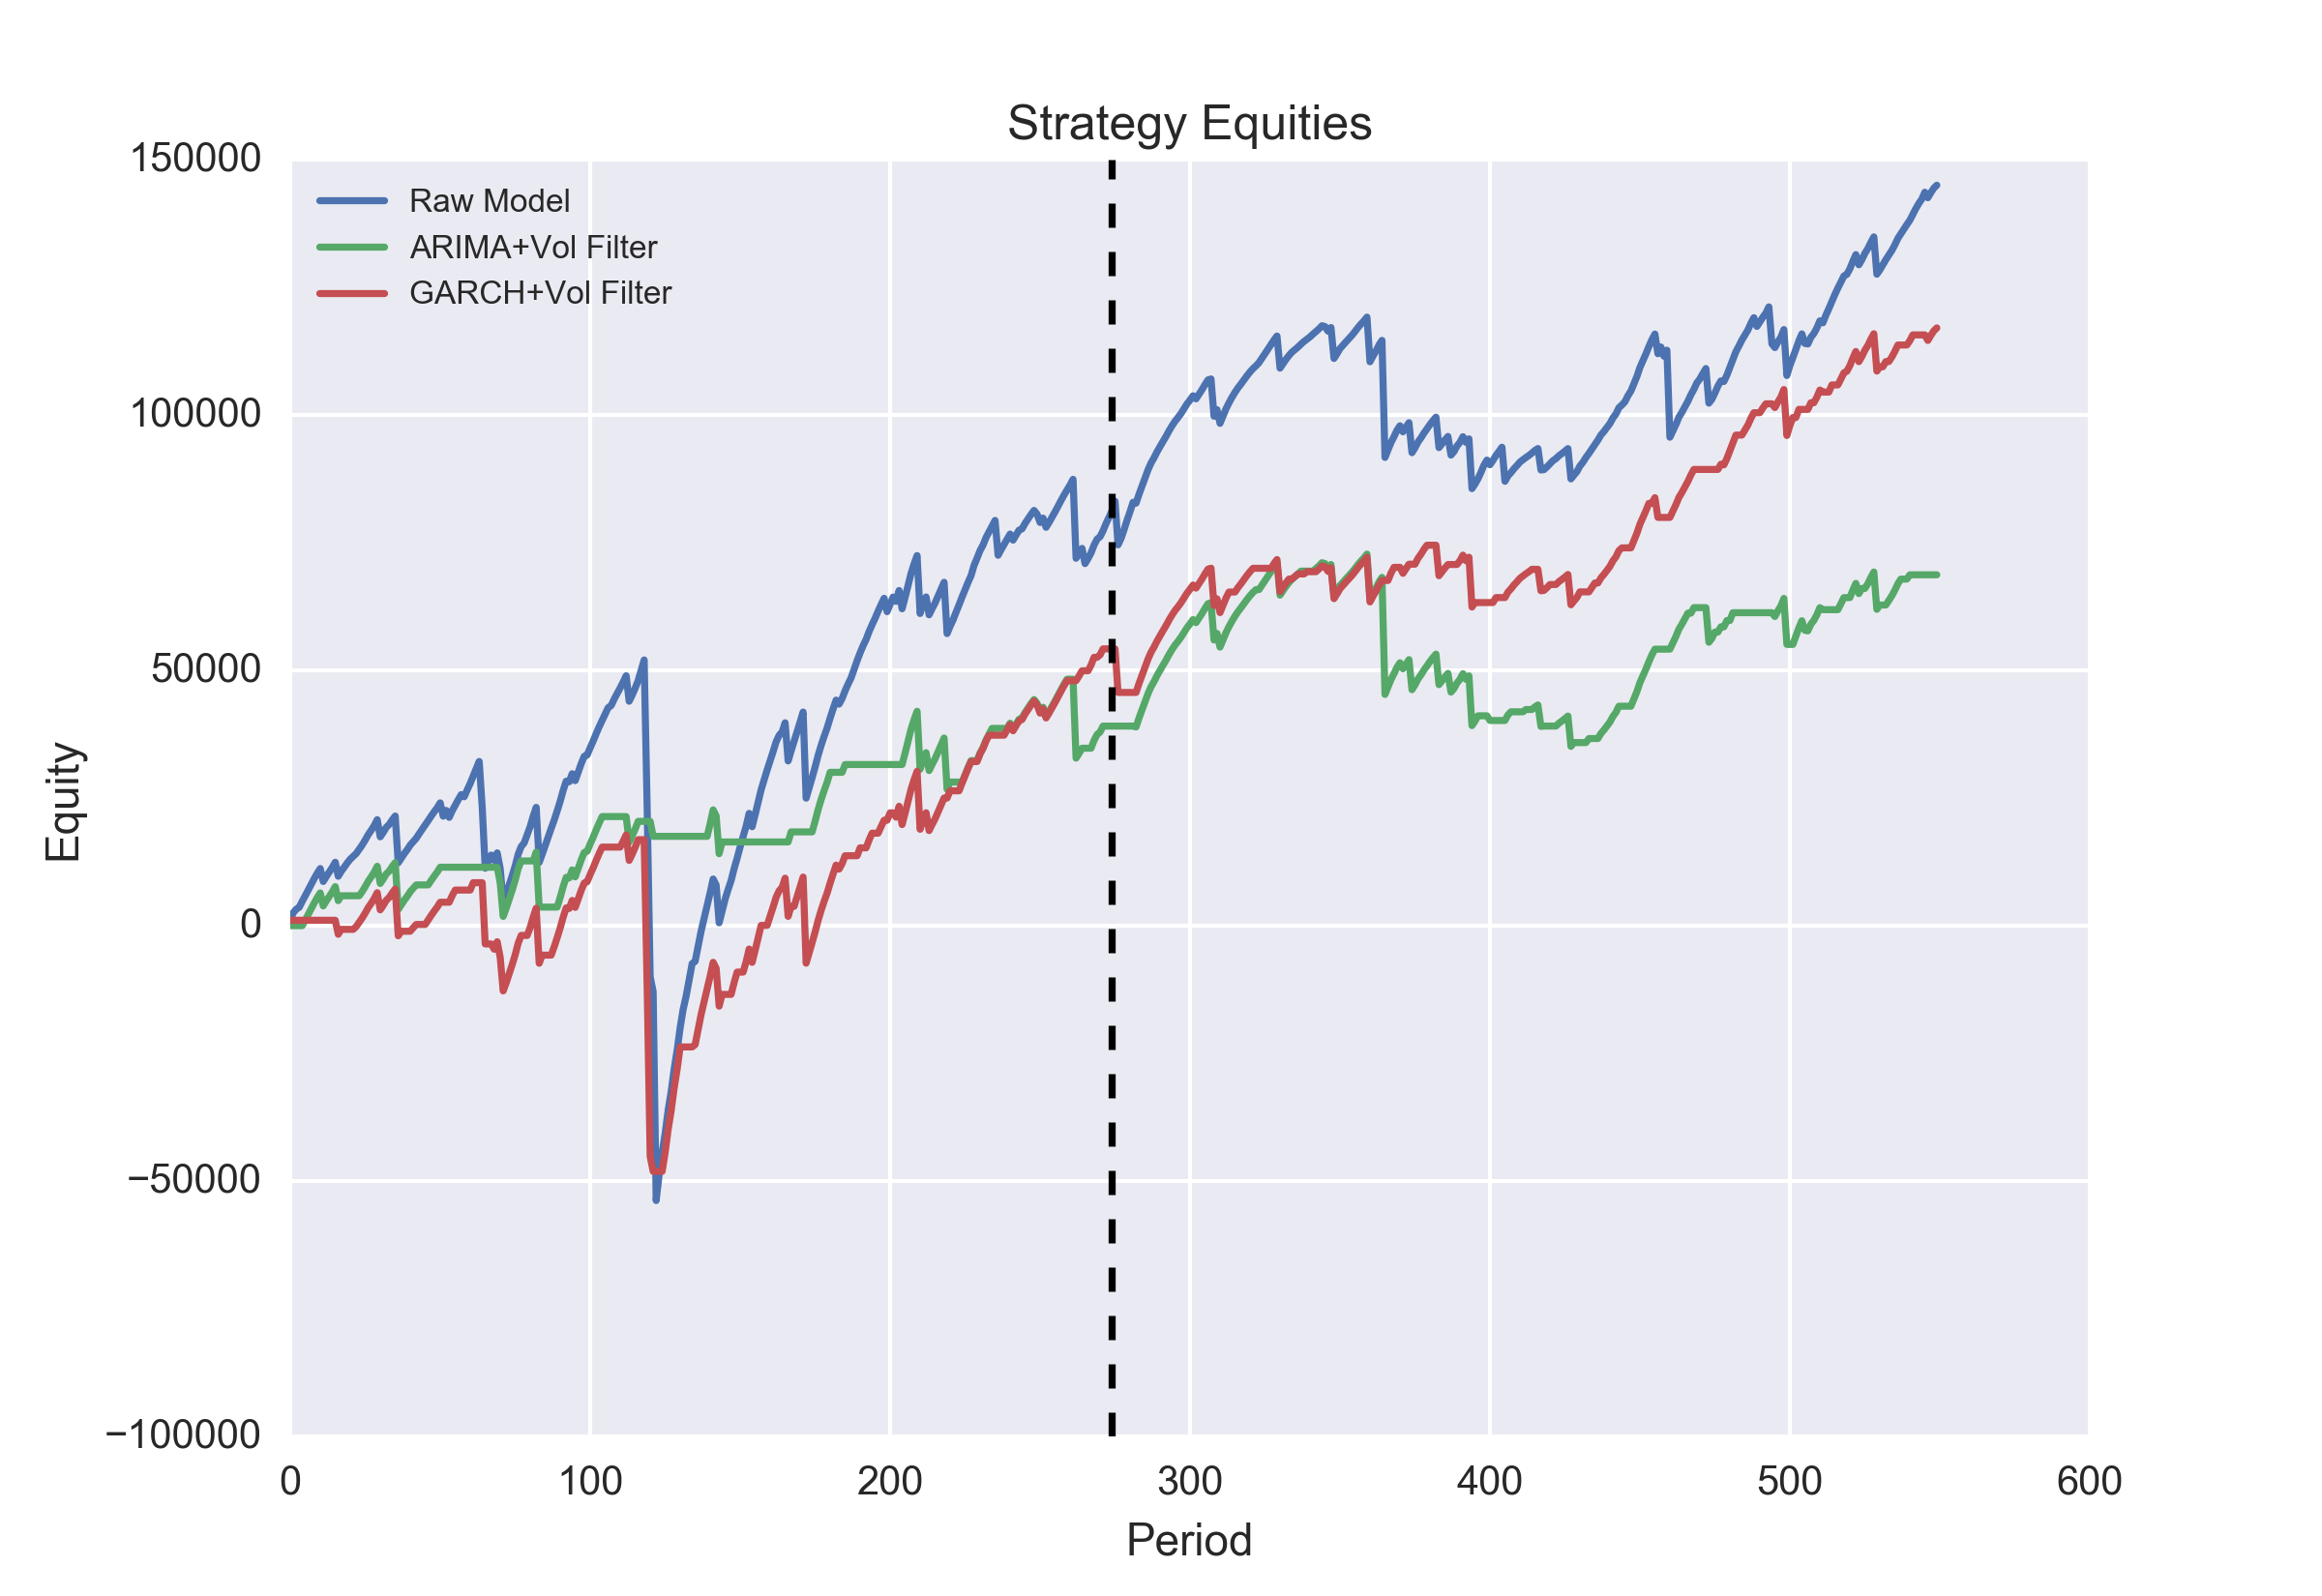 Strategy Equities
150000
Raw Model
ARIMA+Vol Filter
GARCH+Vol Filter
100000
50000
0
−50000
−100000
Equity
0 100 200 300 400 500 600
Period